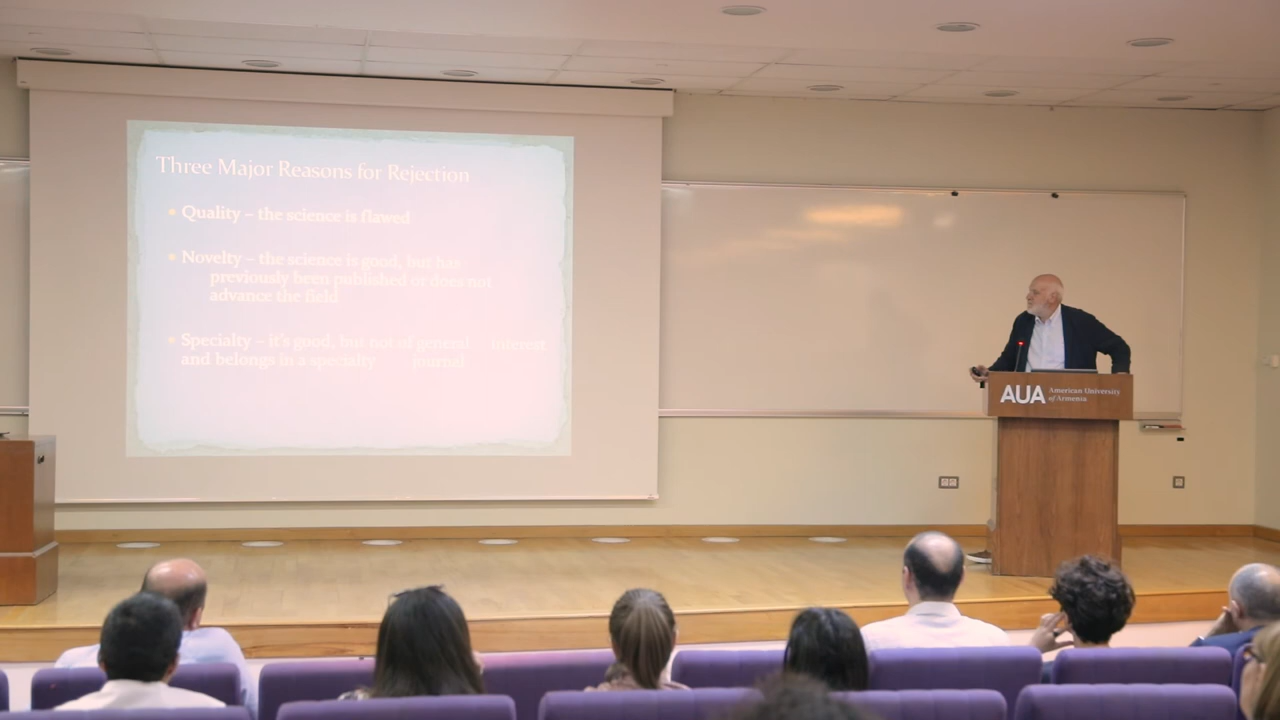 Three Major Reasons for Rejection
• Quality – the science is flawed
• Novelty – the science is good, but has
previously been published or does not
advance the field
• Specialty – it's good, but not of general interest
and belongs in a specialty journal
AUA American University
of Armenia